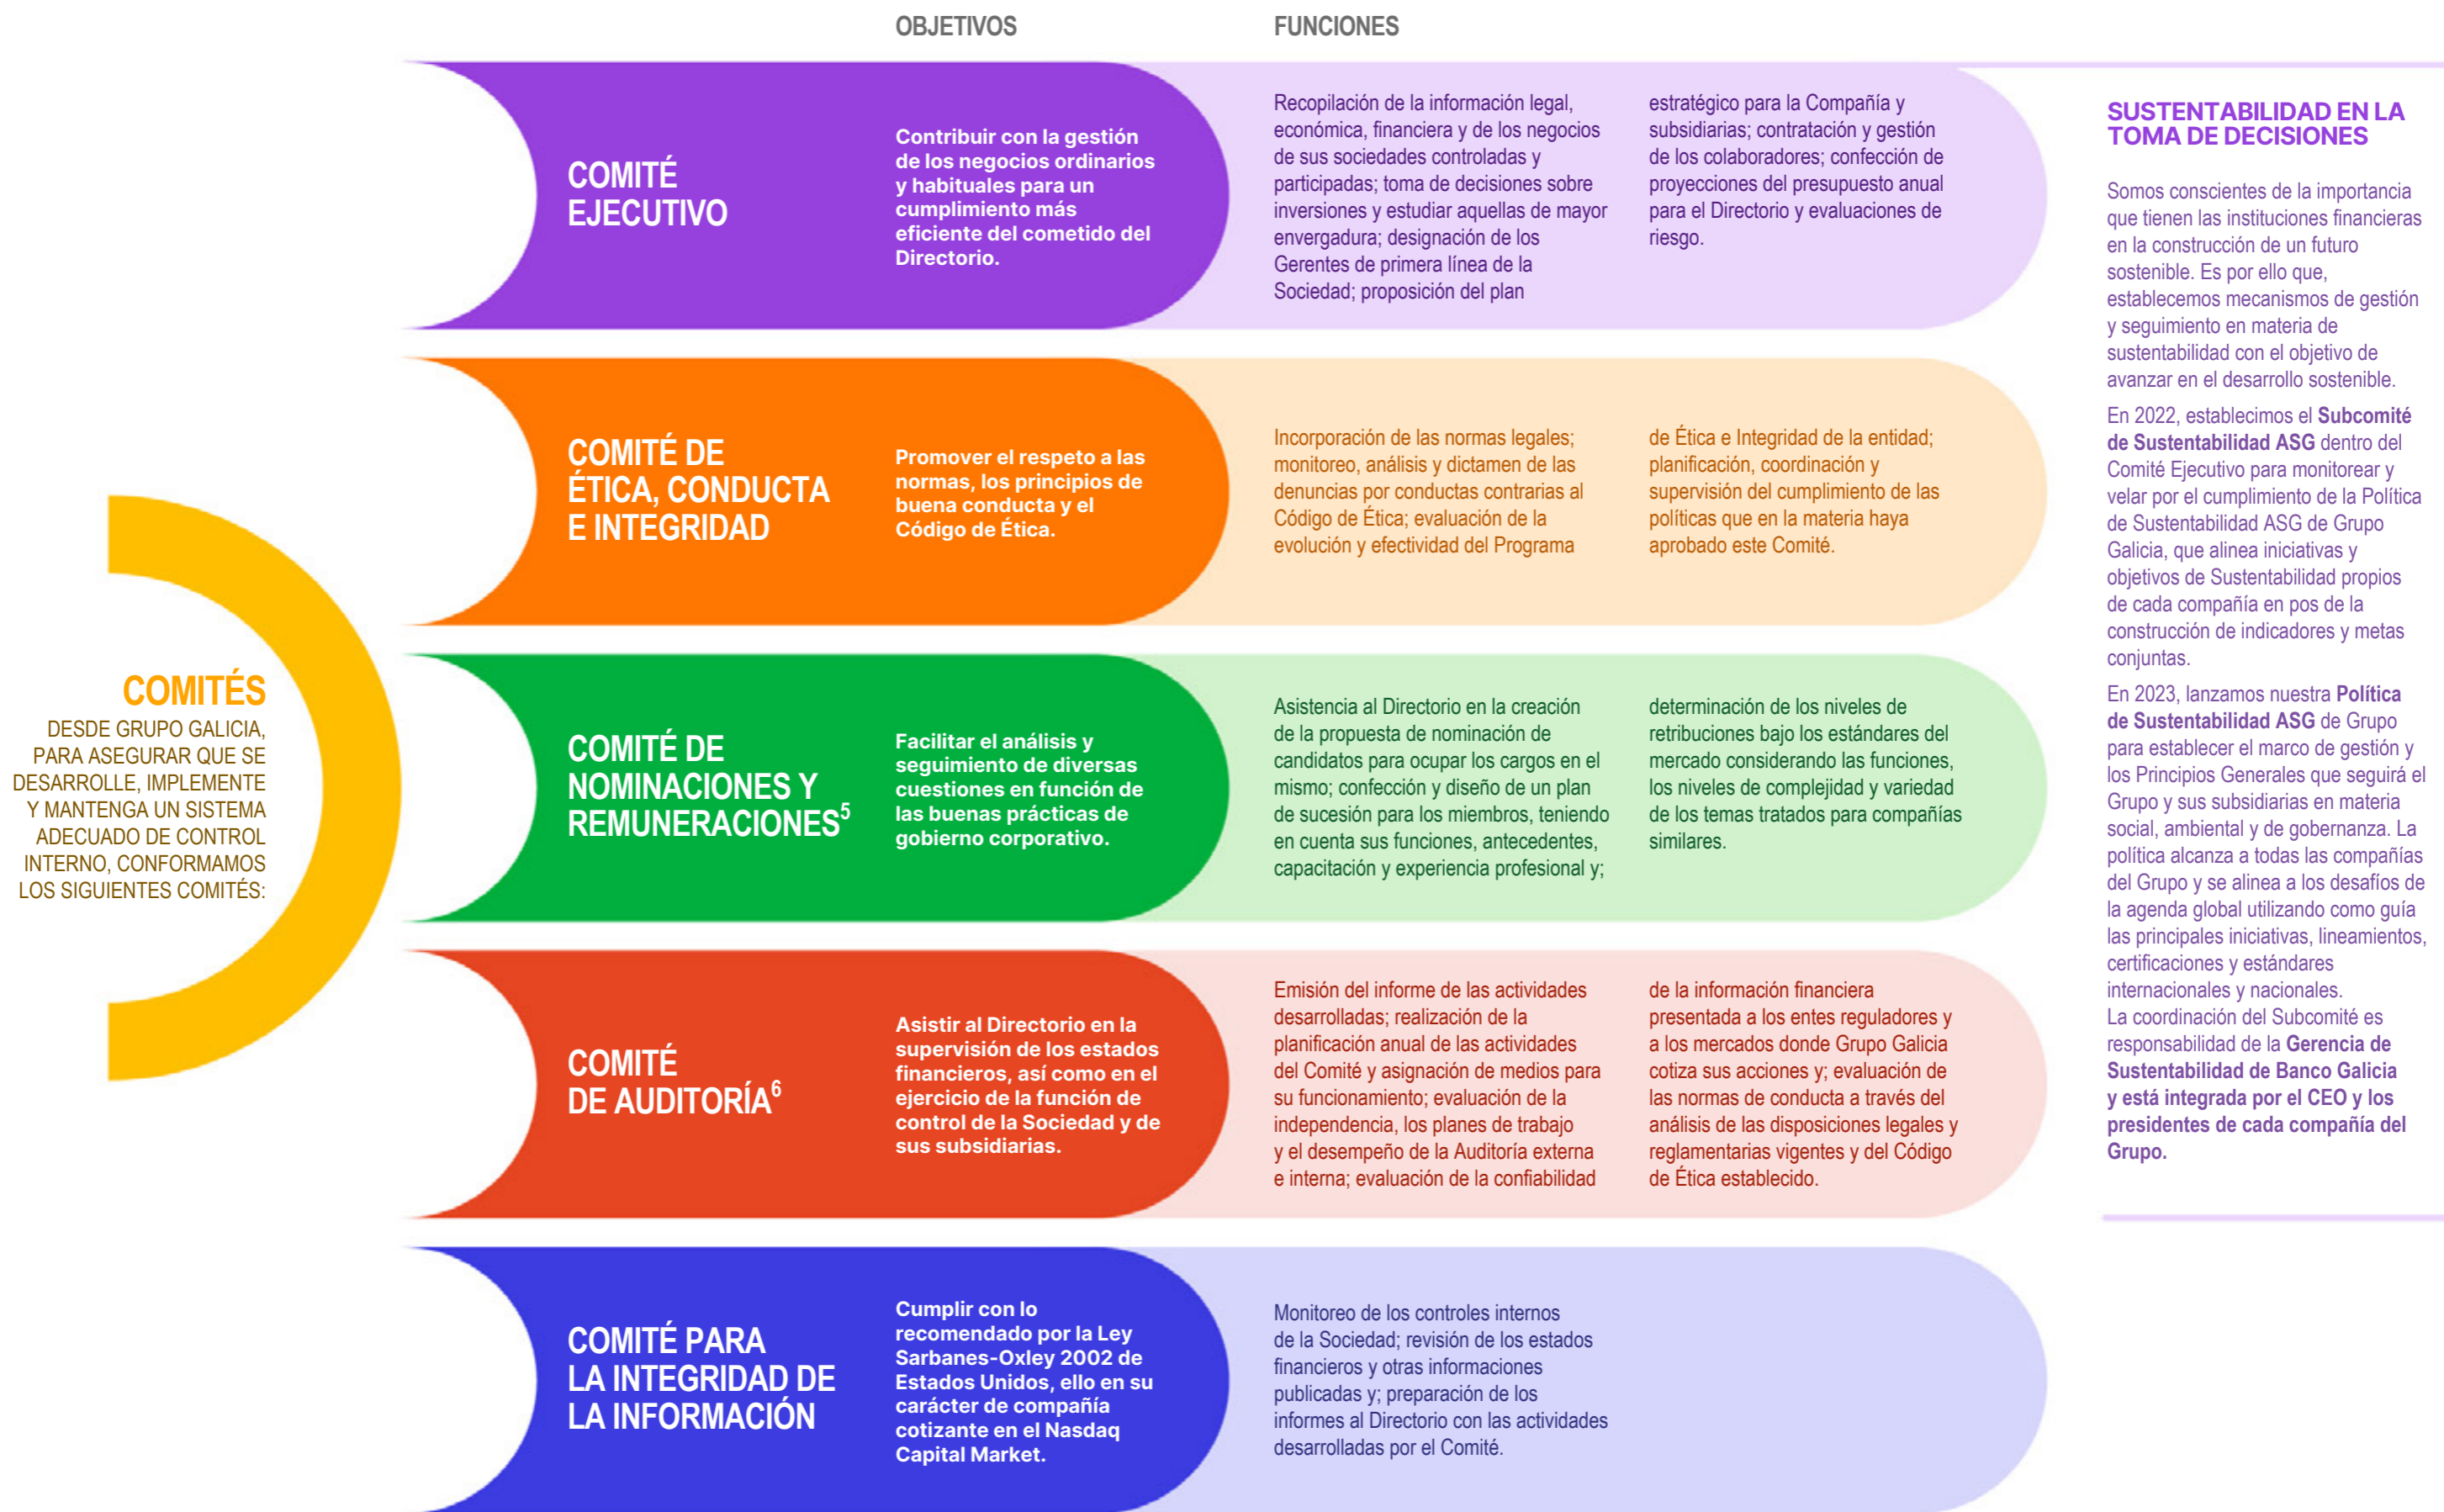 OBJETIVOS
FUNCIONES
COMITÉS
DESDE GRUPO GALICIA,
PARA ASEGURAR QUE SE
DESARROLLE, IMPLEMENTE
Y MANTENGA UN SISTEMA
ADECUADO DE CONTROL
INTERNO, CONFORMAMOS
LOS SIGUIENTES COMITÉS:
COMITÉ
EJECUTIVO
Contribuir con la gestión
de los negocios ordinarios
y habituales para un
cumplimiento más
eficiente del cometido del
Directorio.
Recopilación de la información legal,
económica, financiera y de los negocios
de sus sociedades controladas y
participadas; toma de decisiones sobre
inversiones y estudiar aquellas de mayor
envergadura; designación de los
Gerentes de primera línea de la
Sociedad; proposición del plan
estratégico para la Compañía y
subsidiarias; contratación y gestión
de los colaboradores; confección de
proyecciones del presupuesto anual
para el Directorio y evaluaciones de
riesgo.
COMITÉ DE
ÉTICA, CONDUCTA
E INTEGRIDAD
Promover el respeto a las
normas, los principios de
buena conducta y el
Código de Ética.
Incorporación de las normas legales;
monitoreo, análisis y dictamen de las
denuncias por conductas contrarias al
Código de Ética; evaluación de la
evolución y efectividad del Programa
de Ética e Integridad de la entidad;
planificación, coordinación y
supervisión del cumplimiento de las
políticas que en la materia haya
aprobado este Comité.
COMITÉ DE
NOMINACIONES Y
REMUNERACIONES5
Facilitar el análisis y
seguimiento de diversas
cuestiones en función de
las buenas prácticas de
gobierno corporativo.
Asistencia al Directorio en la creación
de la propuesta de nominación de
candidatos para ocupar los cargos en el
mismo; confección y diseño de un plan
de sucesión para los miembros, teniendo
en cuenta sus funciones, antecedentes,
capacitación y experiencia profesional y;
determinación de los niveles de
retribuciones bajo los estándares del
mercado considerando las funciones,
los niveles de complejidad y variedad
de los temas tratados para compañías
similares.
COMITÉ
DE AUDITORÍA6
Asistir al Directorio en la
supervisión de los estados
financieros, así como en el
ejercicio de la función de
control de la Sociedad y de
sus subsidiarias.
Emisión del informe de las actividades
desarrolladas; realización de la
planificación anual de las actividades
del Comité y asignación de medios para
su funcionamiento; evaluación de la
independencia, los planes de trabajo
y el desempeño de la Auditoría externa
e interna; evaluación de la confiabilidad
de la información financiera
presentada a los entes reguladores y
a los mercados donde Grupo Galicia
cotiza sus acciones y; evaluación de
las normas de conducta a través del
análisis de las disposiciones legales y
reglamentarias vigentes y del Código
de Ética establecido.
COMITÉ PARA
LA INTEGRIDAD DE
LA INFORMACIÓN
Cumplir con lo
recomendado por la Ley
Sarbanes-Oxley 2002 de
Estados Unidos, ello en su
carácter de compañía
cotizante en el Nasdaq
Capital Market.
Monitoreo de los controles internos
de la Sociedad; revisión de los estados
financieros y otras informaciones
publicadas y; preparación de los
informes al Directorio con las actividades
desarrolladas por el Comité.
SUSTENTABILIDAD EN LA
TOMA DE DECISIONES
Somos conscientes de la importancia
que tienen las instituciones financieras
en la construcción de un futuro
sostenible. Es por ello que,
establecemos mecanismos de gestión
y seguimiento en materia de
sustentabilidad con el objetivo de
avanzar en el desarrollo sostenible.
En 2022, establecimos el Subcomité
de Sustentabilidad ASG dentro del
Comité Ejecutivo para monitorear y
velar por el cumplimiento de la Política
de Sustentabilidad ASG de Grupo
Galicia, que alinea iniciativas y
objetivos de Sustentabilidad propios
de cada compañía en pos de la
construcción de indicadores y metas
conjuntas.
En 2023, lanzamos nuestra Política
de Sustentabilidad ASG de Grupo
para establecer el marco de gestión y
los Principios Generales que seguirá el
Grupo y sus subsidiarias en materia
social, ambiental y de gobernanza. La
política alcanza a todas las compañías
del Grupo y se alinea a los desafíos de
la agenda global utilizando como guía
las principales iniciativas, lineamientos,
certificaciones y estándares
internacionales y nacionales.
La coordinación del Subcomité es
responsabilidad de la Gerencia de
Sustentabilidad de Banco Galicia
y está integrada por el CEO y los
presidentes de cada compañía del
Grupo.